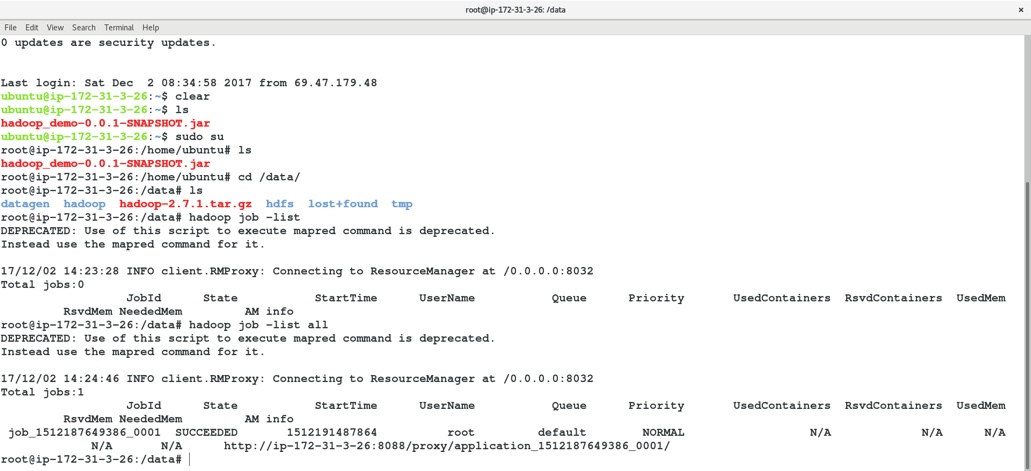 root@ip-172-31-3-26: /data ×
File Edit View Search Terminal Help
0 updates are security updates.
Last login: Sat Dec  2 08:34:58 2017 from 69.47.179.48
ubuntu@ip-172-31-3-26:~$ clear
ubuntu@ip-172-31-3-26:~$ ls
hadoop_demo-0.0.1-SNAPSHOT.jar
ubuntu@ip-172-31-3-26:~$ sudo su
root@ip-172-31-3-26:/home/ubuntu# ls
hadoop_demo-0.0.1-SNAPSHOT.jar
root@ip-172-31-3-26:/home/ubuntu# cd /data/
root@ip-172-31-3-26:/data# ls
datagen  hadoop  hadoop-2.7.1.tar.gz  hdfs  lost+found  tmp
root@ip-172-31-3-26:/data# hadoop job -list
DEPRECATED: Use of this script to execute mapred command is deprecated.
Instead use the mapred command for it.
17/12/02 14:23:28 INFO client.RMProxy: Connecting to ResourceManager at /0.0.0.0:8032
Total jobs:0
JobId State StartTime UserName Queue Priority UsedContainers RsvdContainers UsedMem
RsvdMem NeededMem AM info
root@ip-172-31-3-26:/data# hadoop job -list all
DEPRECATED: Use of this script to execute mapred command is deprecated.
Instead use the mapred command for it.
17/12/02 14:24:46 INFO client.RMProxy: Connecting to ResourceManager at /0.0.0.0:8032
Total jobs:1
JobId State StartTime UserName Queue Priority UsedContainers RsvdContainers UsedMem
RsvdMem NeededMem AM info
job_1512187649386_0001 SUCCEEDED 1512191487864 root default NORMAL N/A N/A N/A
N/A N/A http://ip-172-31-3-26:8088/proxy/application_1512187649386_0001/
root@ip-172-31-3-26:/data#